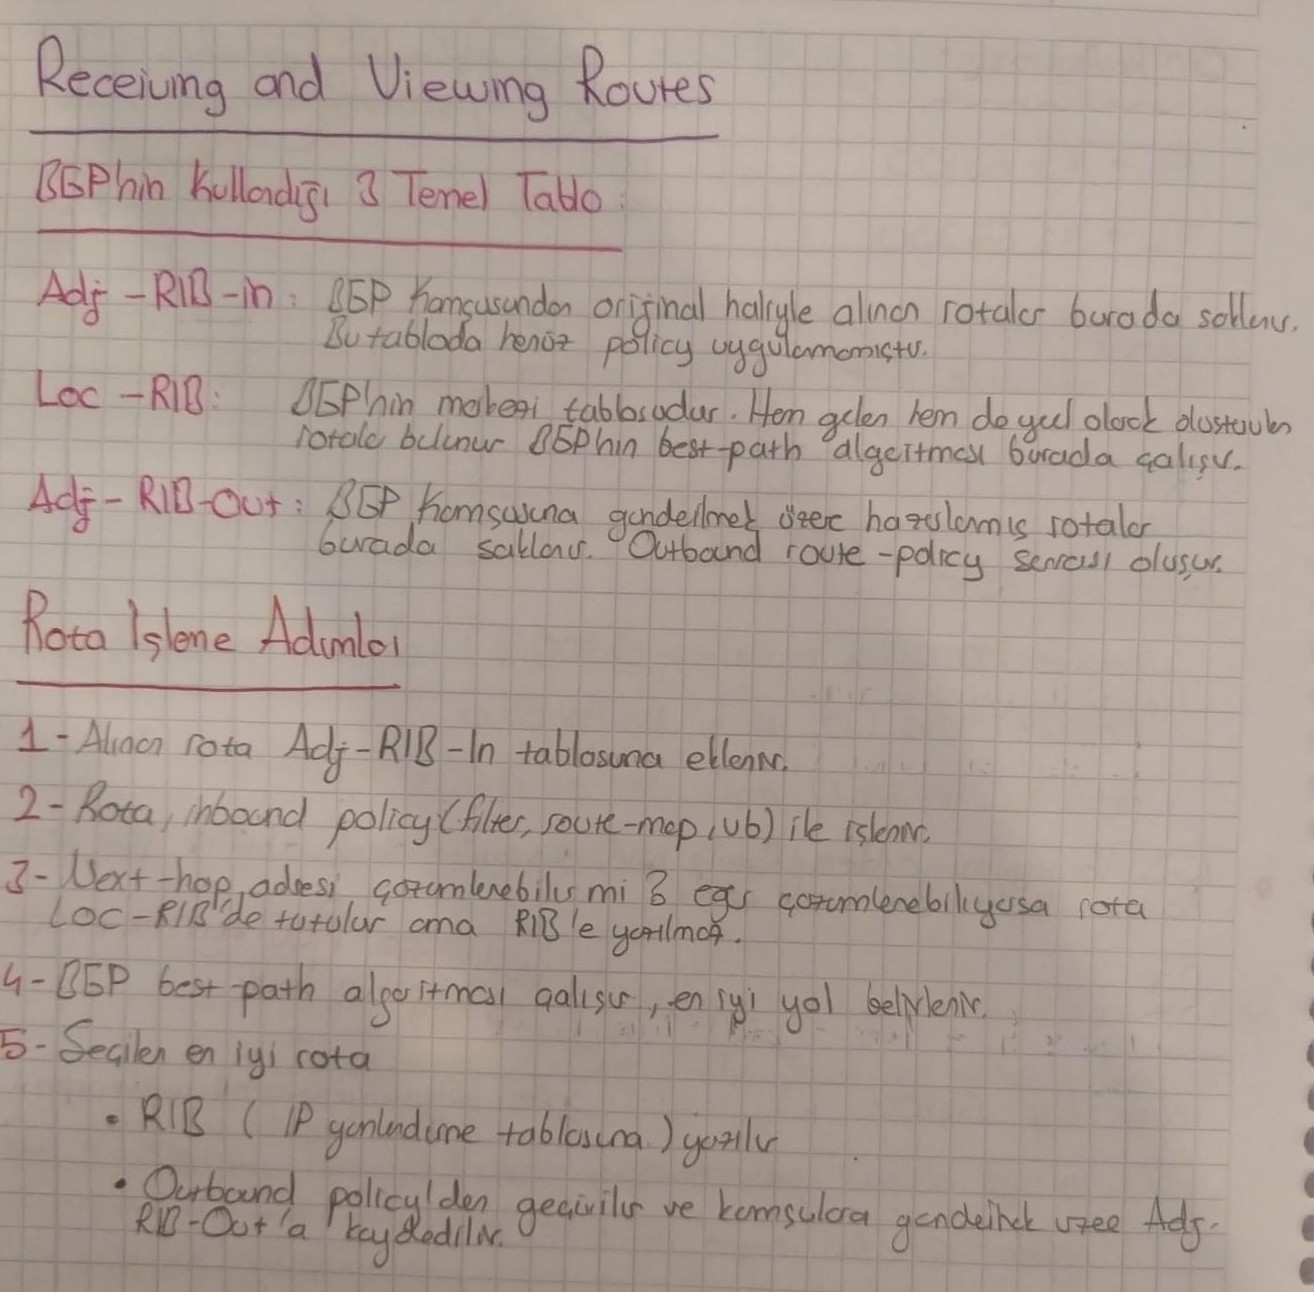 Receiving and Viewing Routes
BGP'nin Kullandığı 3 Temel Tablo:
Adj-RIB-in: BGP Komşusundan orijinal haliyle alınan rotalar burada saklanır.
Bu tabloda henüz policy uygulanmamıştır.
Loc-RIB: BGP'nin merkezi tablosudur. Hem gelen hem de yerel olarak oluşturulan
rotalar bulunur BGP'nin best-path algoritması burada çalışır.
Adj-RIB-Out: BGP Komşusuna gönderilmek üzere hazırlanmış rotalar
burada saklanır. Outbound route-policy sonrası oluşur.
Rota İşleme Adımları
1- Alınan rota Adj-RIB-In tablosuna eklenir.
2- Rota, inbound policy (filter, route-map, vb) ile işlenir.
3- Next-hop adresi çözümlenebilir mi ? eğer çözümlenebiliyorsa rota
LOC-RIB'de tutulur ama RIB'e yazılmaz.
4- BGP best-path algoritması çalışır, en iyi yol belirlenir.
5- Seçilen en iyi rota
• RIB ( IP yönlendirme tablosuna ) yazılır
• Outbound policy'den geçirilir ve komşulara gönderilmek üzere Adj-
RIB-Out'a kaydedilir.